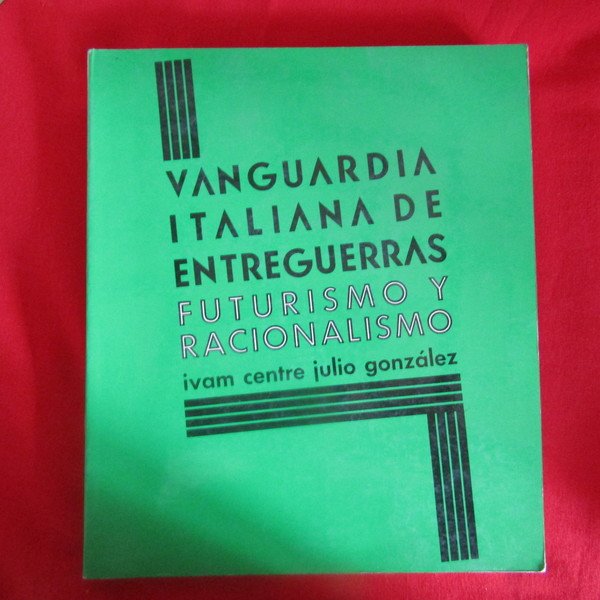 VANGUARDIA
ITALIANA DE
ENTREGUERRAS
FUTURISMO Y
RACIONALISMO
ivam centre julio gonzález